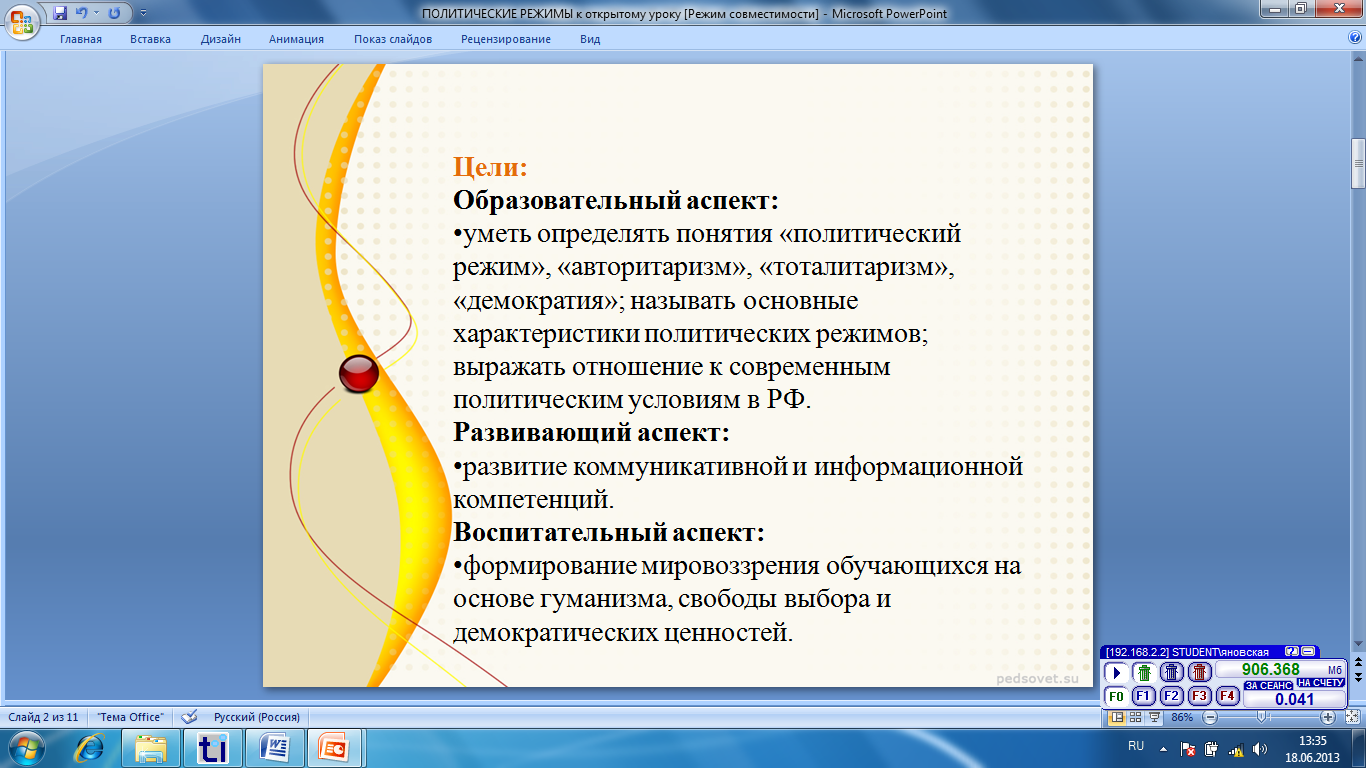 ПОЛИТИЧЕСКИЕ РЕЖИМЫ к открытому уроку [Режим совместимости] - Microsoft PowerPoint
Главная Вставка Дизайн Анимация Показ слайдов Рецензирование Вид
Цели:
Образовательный аспект:
•уметь определять понятия «политический
режим», «авторитаризм», «тоталитаризм»,
«демократия»; называть основные
характеристики политических режимов;
выражать отношение к современным
политическим условиям в РФ.
Развивающий аспект:
•развитие коммуникативной и информационной
компетенций.
Воспитательный аспект:
•формирование мировоззрения обучающихся на
основе гуманизма, свободы выбора и
демократических ценностей.
pedsovet.su
[192.168.2.2] STUDENT\яновская
906.368 Мб
ЗА СЕАНС НА СЧЕТУ
F0 F1 F2 F3 F4 0.041
Слайд 2 из 11 "Тема Office" Русский (Россия) 86%
RU 13:35
18.06.2013